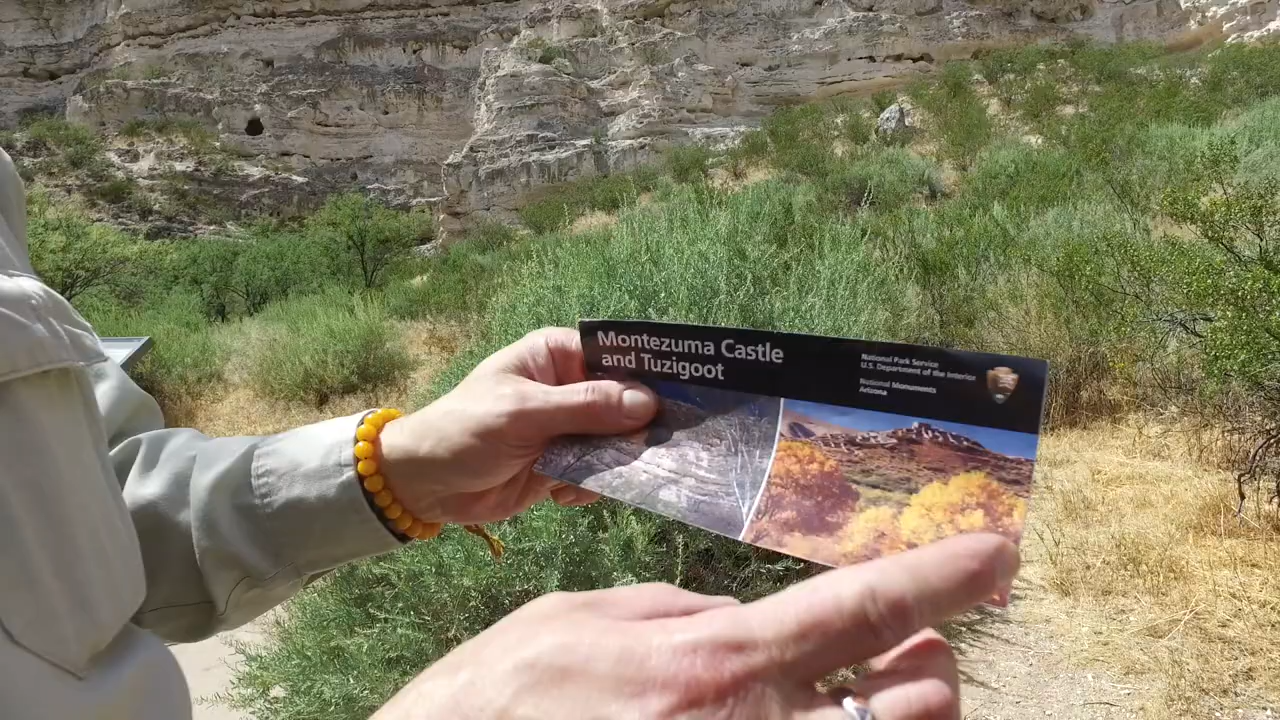 Montezuma Castle
and Tuzigoot
National Park Service
U.S. Department of the Interior
National Monuments
Arizona